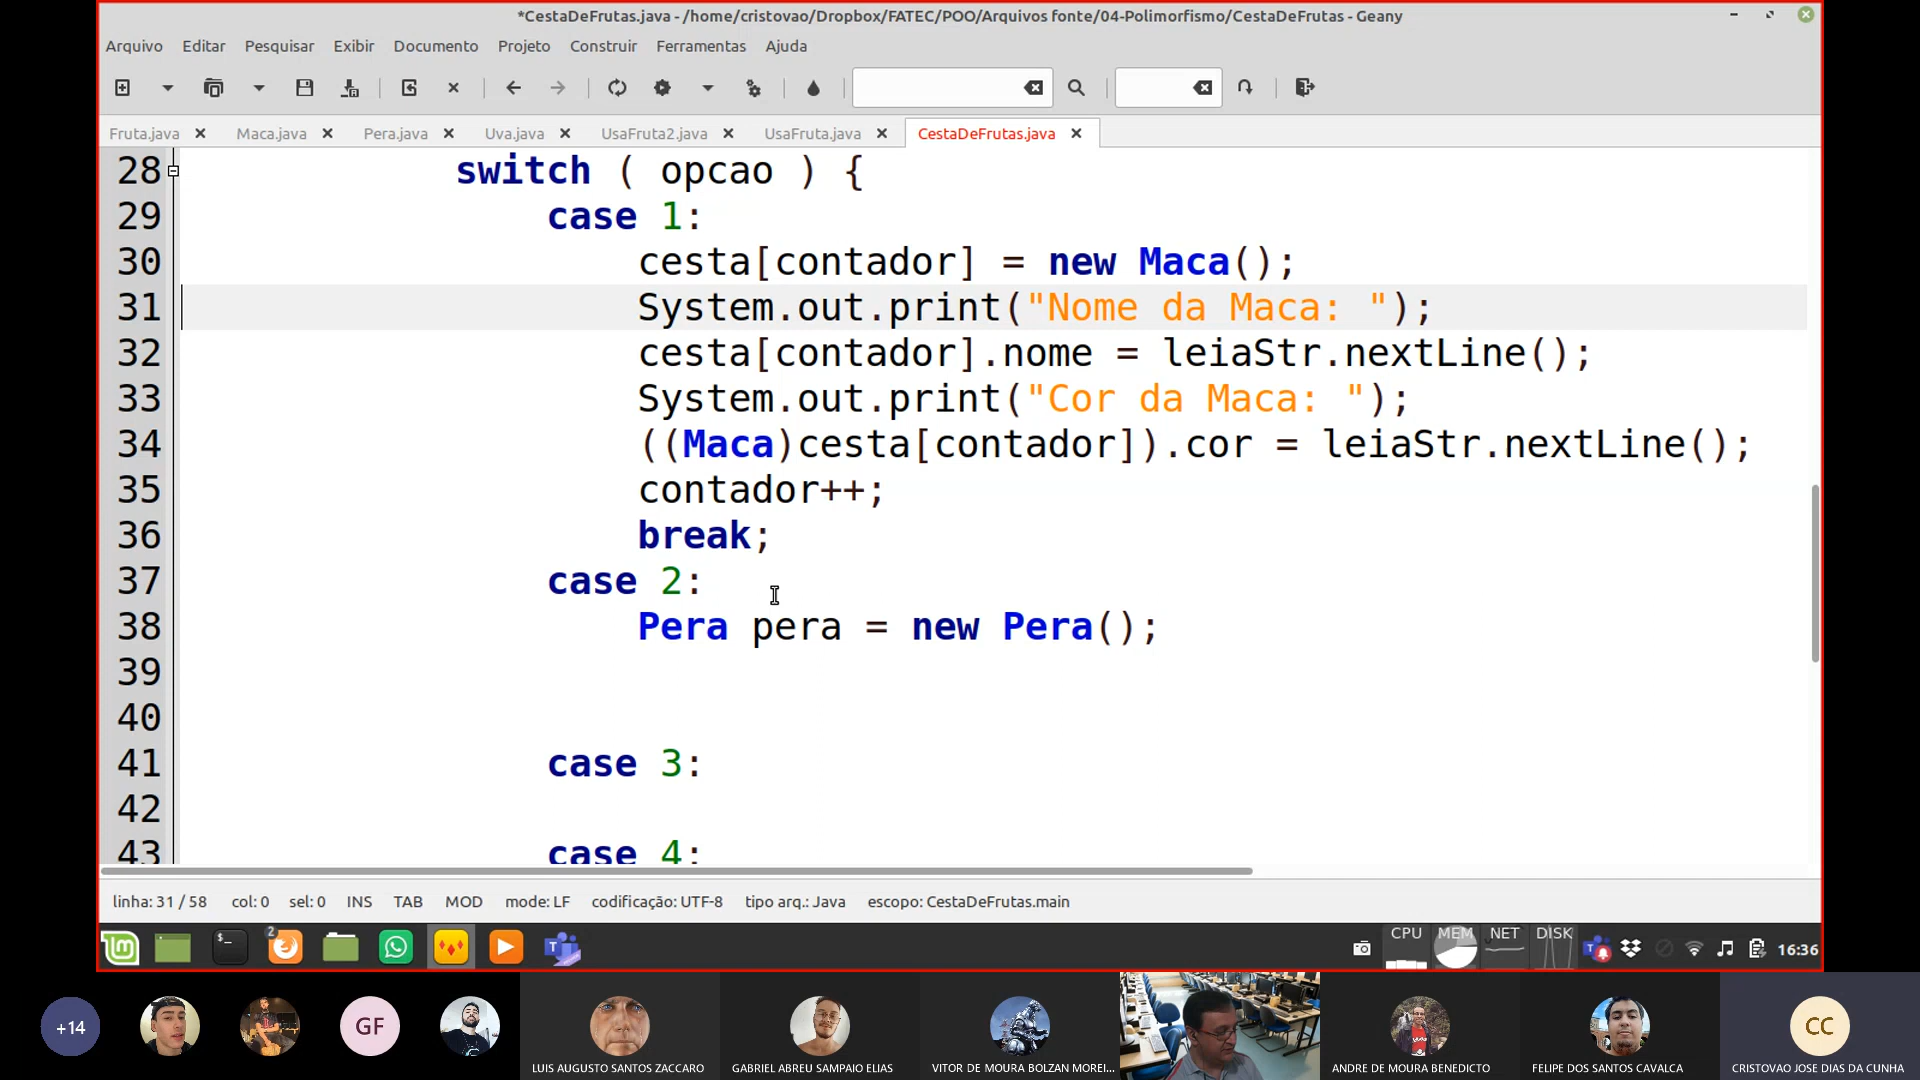 *CestaDeFrutas.java - /home/cristovao/Dropbox/FATEC/POO/Arquivos fonte/04-Polimorfismo/CestaDeFrutas - Geany
Arquivo Editar Pesquisar Exibir Documento Projeto Construir Ferramentas Ajuda
Fruta.java Maca.java Pera.java Uva.java UsaFruta2.java UsaFruta.java CestaDeFrutas.java
28 switch ( opcao ) {
29 case 1:
30 cesta[contador] = new Maca();
31 System.out.print("Nome da Maca: ");
32 cesta[contador].nome = leiaStr.nextLine();
33 System.out.print("Cor da Maca: ");
34 ((Maca)cesta[contador]).cor = leiaStr.nextLine();
35 contador++;
36 break;
37 case 2:
38 Pera pera = new Pera();
39
40
41 case 3:
42
43 case 4:
linha: 31 / 58 col: 0 sel: 0 INS TAB MOD mode: LF codificação: UTF-8 tipo arq.: Java escopo: CestaDeFrutas.main
2 CPU MEM NET DISK 16:36
+14 GF CC
LUIS AUGUSTO SANTOS ZACCARO GABRIEL ABREU SAMPAIO ELIAS VITOR DE MOURA BOLZAN MOREI... ANDRE DE MOURA BENEDICTO FELIPE DOS SANTOS CAVALCA CRISTOVAO JOSE DIAS DA CUNHA